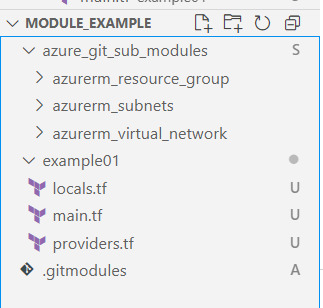 MODULE_EXAMPLE
azure_git_sub_modules S
azurerm_resource_group
azurerm_subnets
azurerm_virtual_network
example01
locals.tf U
main.tf U
providers.tf U
.gitmodules A